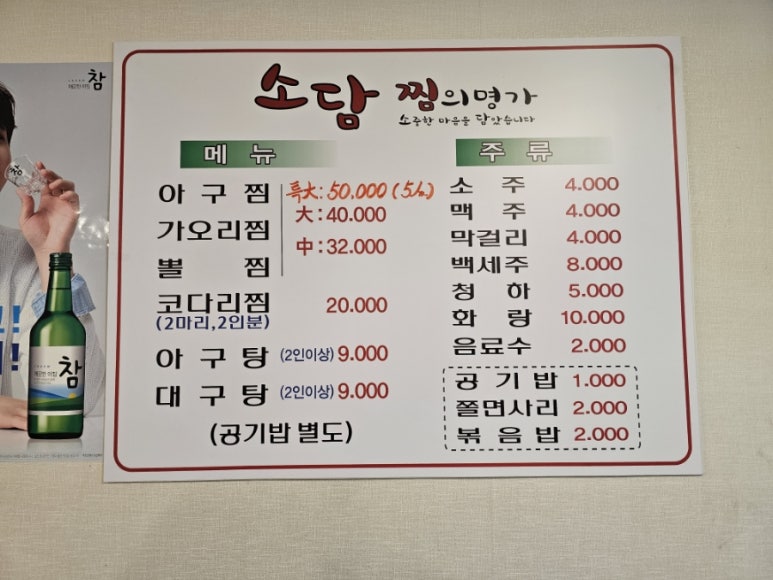 참
소담 찜의명가
소중한 마음을 담았습니다
메 뉴
아 구 찜
가오리찜
뽈 찜
특大: 50.000 (5人)
大: 40.000
中: 32.000
코다리찜 20.000
(2마리,2인분)
아 구 탕 (2인이상) 9.000
대 구 탕 (2인이상) 9.000
(공기밥 별도)
주 류
소 주 4.000
맥 주 4.000
막걸리 4.000
백세주 8.000
청 하 5.000
화 랑 10.000
음료수 2.000
공 기 밥 1.000
쫄면사리 2.000
볶 음 밥 2.000
참